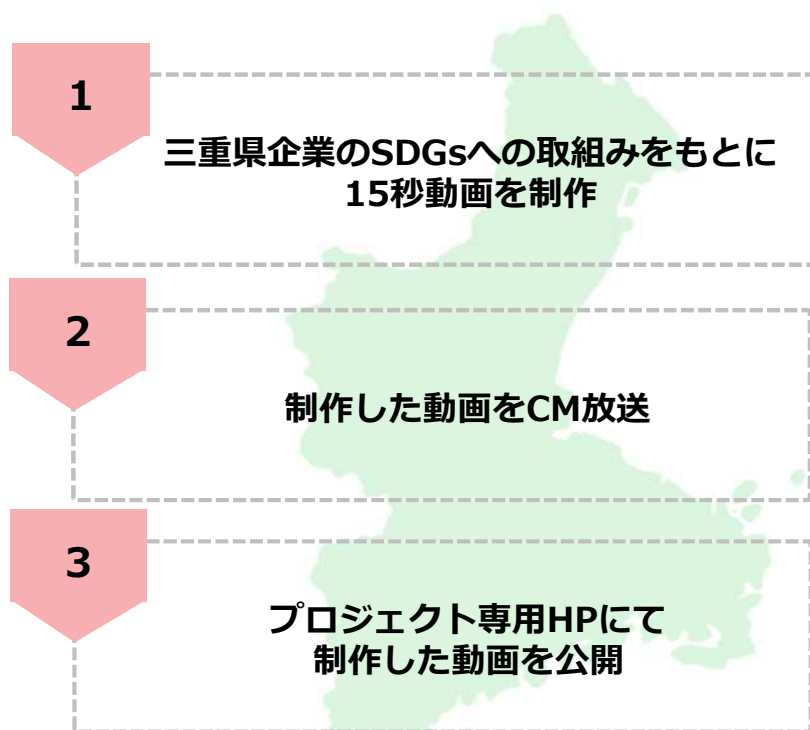 1
三重県企業のSDGsへの取組みをもとに
15秒動画を制作
2
制作した動画をCM放送
3
プロジェクト専用HPにて
制作した動画を公開